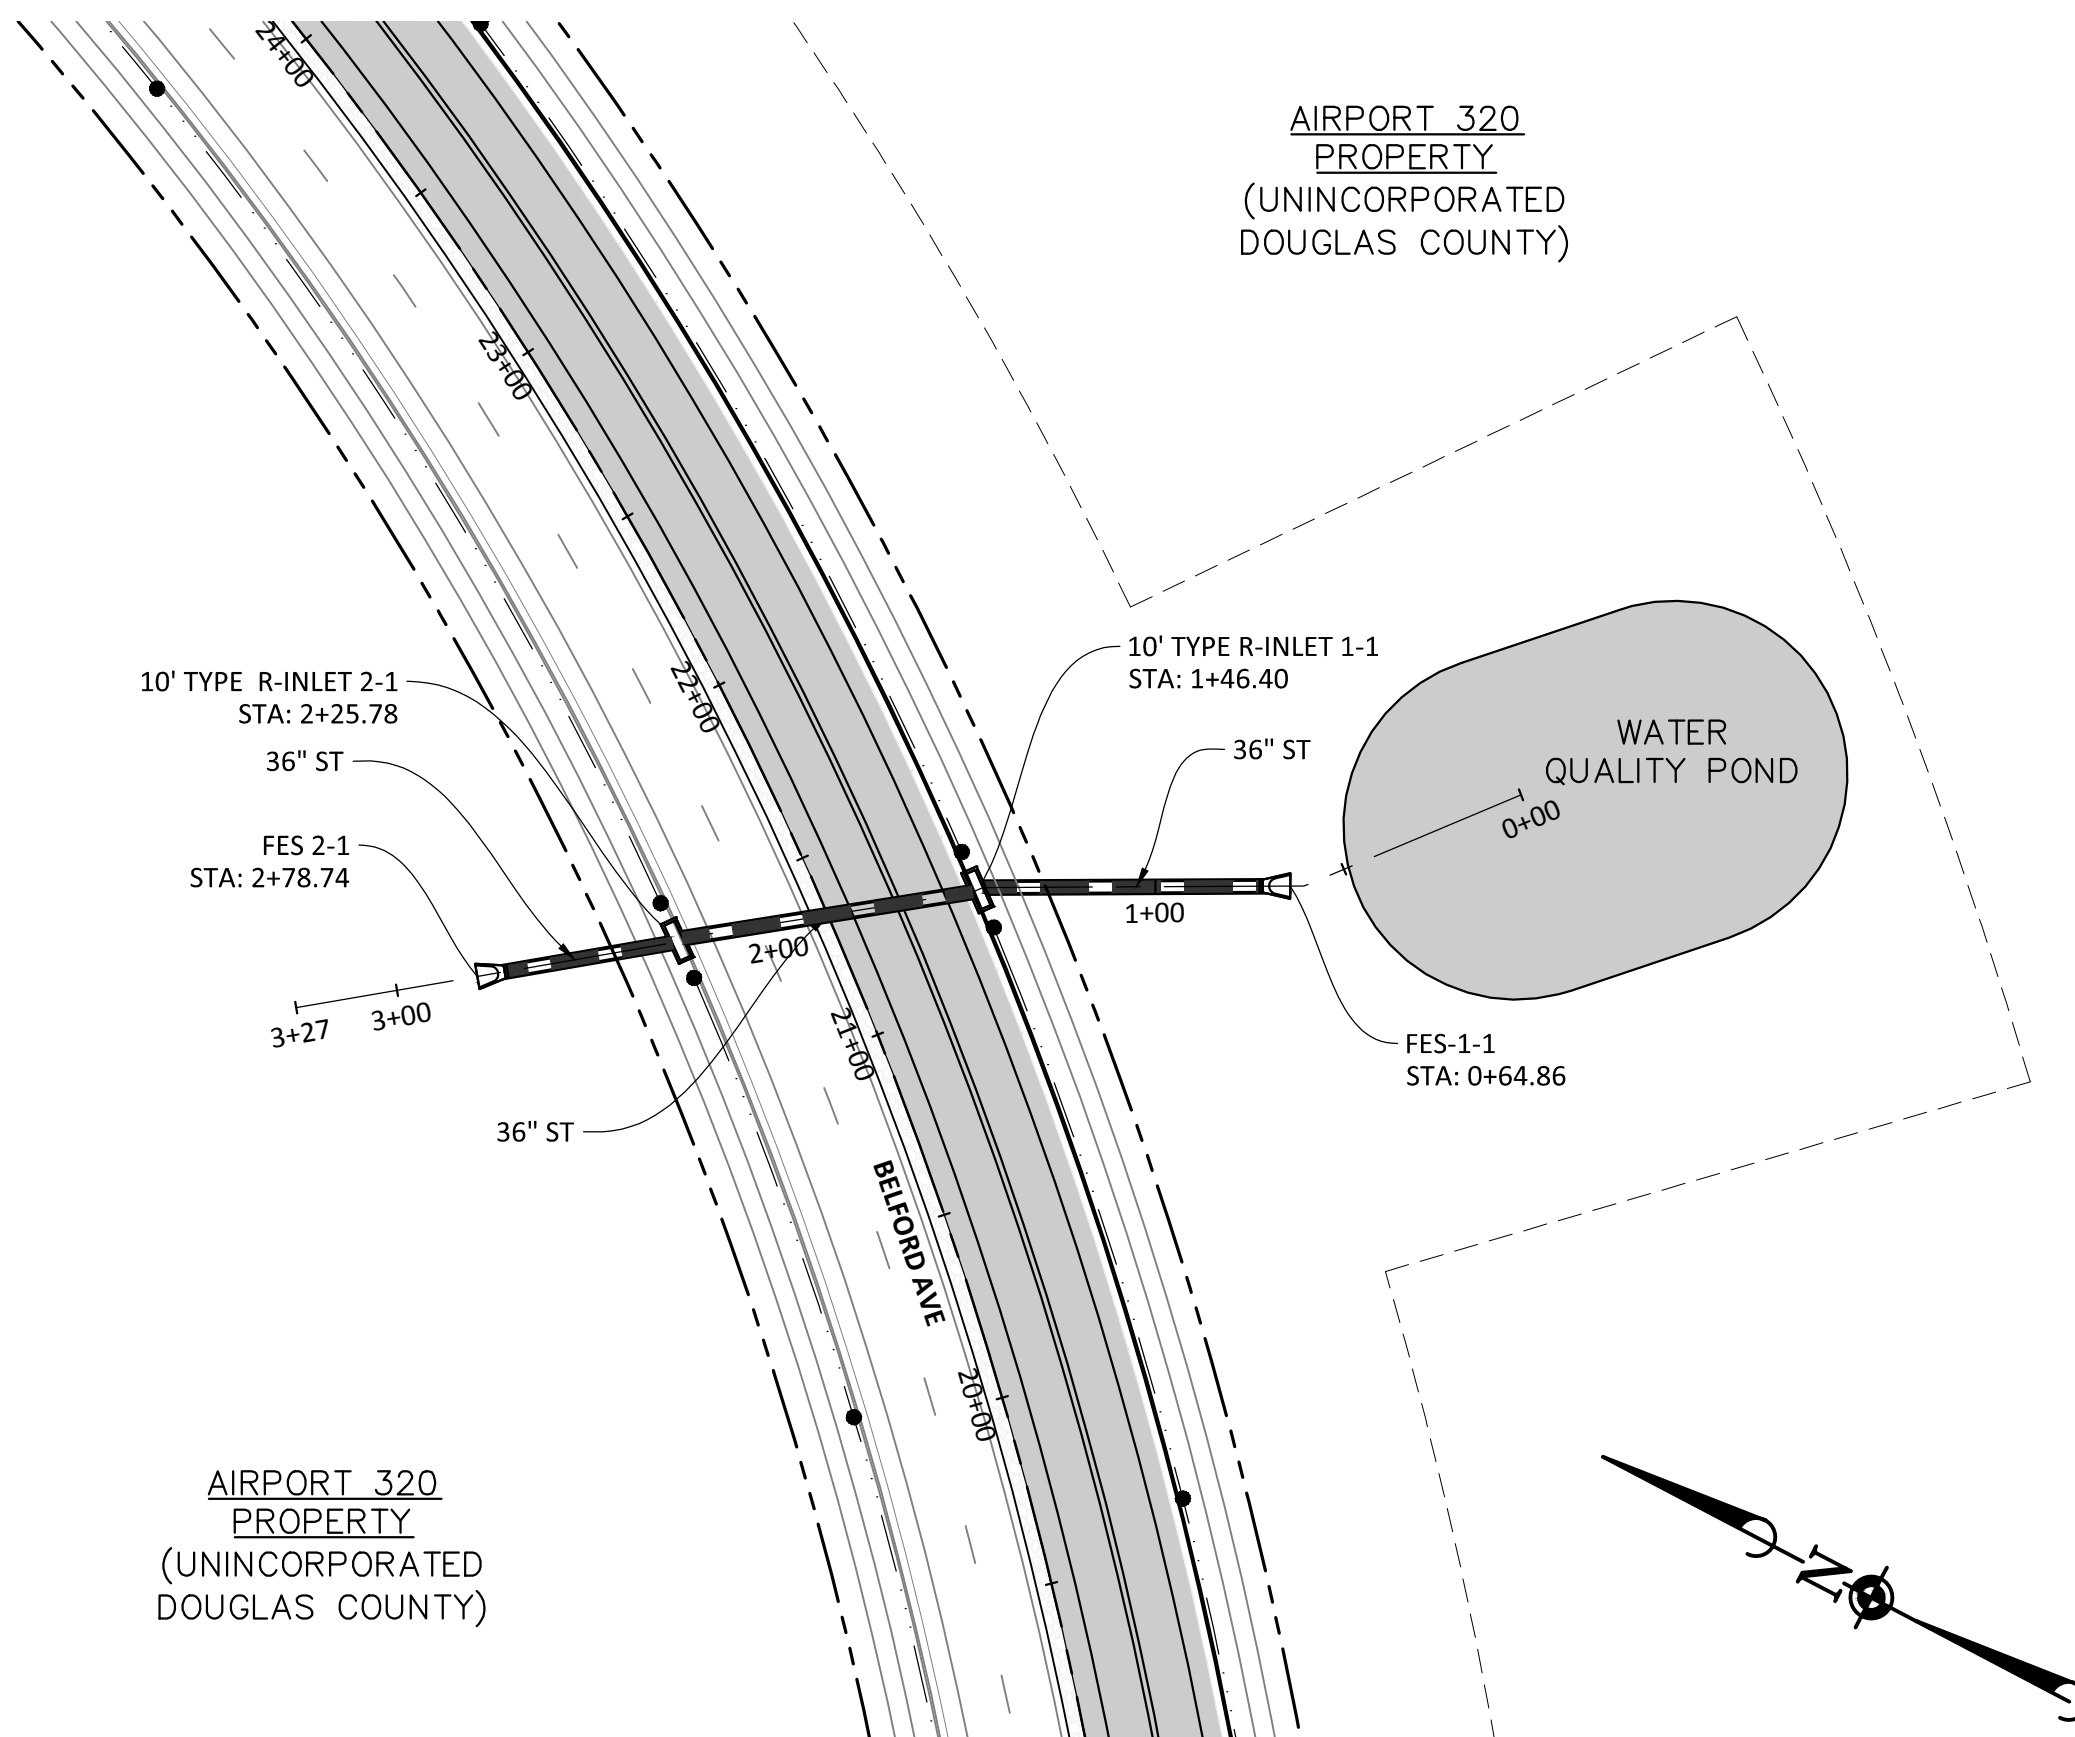 24+00
AIRPORT 320
PROPERTY
(UNINCORPORATED
DOUGLAS COUNTY)
23+00
22+00
10' TYPE R-INLET 1-1
STA: 1+46.40
10' TYPE  R-INLET 2-1
STA: 2+25.78
36" ST
36" ST
WATER
QUALITY POND
0+00
FES 2-1
STA: 2+78.74
1+00
2+00
3+00
3+27
21+00
FES-1-1
STA: 0+64.86
36" ST
BELFORD AVE
20+00
AIRPORT 320
PROPERTY
(UNINCORPORATED
DOUGLAS COUNTY)
N